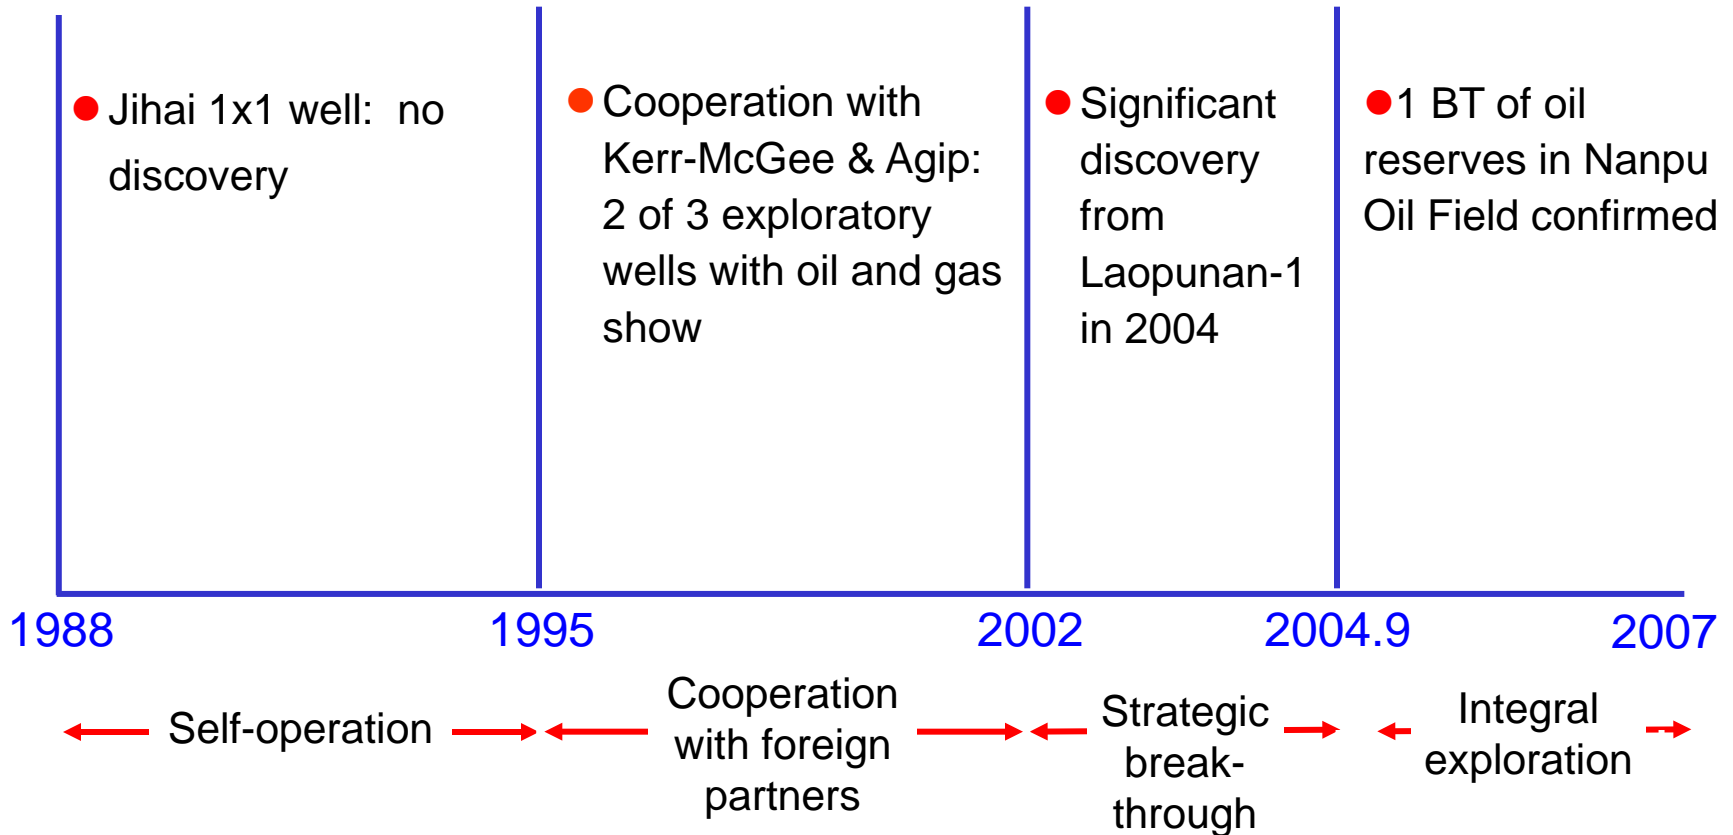 Jihai 1x1 well: no
discovery
Cooperation with
Kerr-McGee & Agip:
2 of 3 exploratory
wells with oil and gas
show
Significant
discovery
from
Laopunan-1
in 2004
1 BT of oil
reserves in Nanpu
Oil Field confirmed
1988
1995
2002
2004.9
2007
Self-operation
Cooperation
with foreign
partners
Strategic
break-
through
Integral
exploration